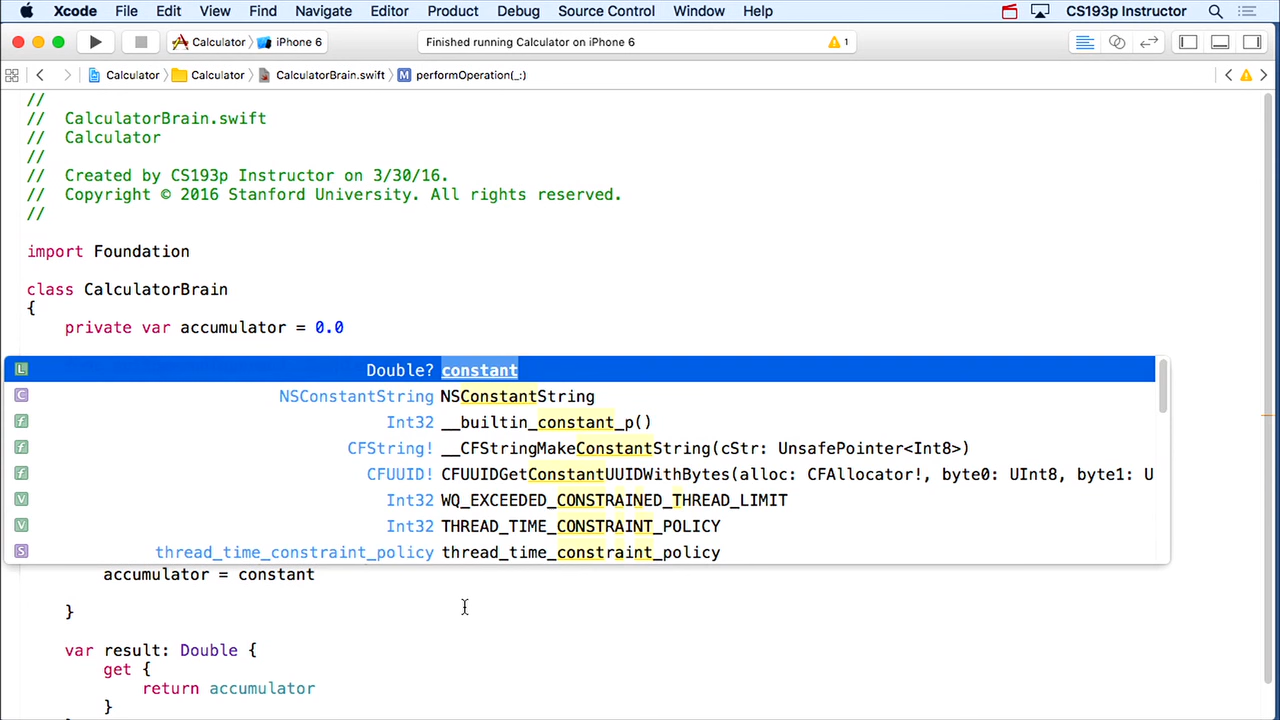 Xcode File Edit View Find Navigate Editor Product Debug Source Control Window Help CS193p Instructor
Calculator iPhone 6 Finished running Calculator on iPhone 6 1
Calculator Calculator CalculatorBrain.swift M performOperation(_:)
//
// CalculatorBrain.swift
// Calculator
//
// Created by CS193p Instructor on 3/30/16.
// Copyright © 2016 Stanford University. All rights reserved.
//
import Foundation
class CalculatorBrain
{
private var accumulator = 0.0
L Double? constant
C NSConstantString NSConstantString
f Int32 __builtin_constant_p()
f CFString! __CFStringMakeConstantString(cStr: UnsafePointer<Int8>)
f CFUUID! CFUUIDGetConstantUUIDWithBytes(alloc: CFAllocator!, byte0: UInt8, byte1: U
V Int32 WQ_EXCEEDED_CONSTRAINED_THREAD_LIMIT
V Int32 THREAD_TIME_CONSTRAINT_POLICY
S thread_time_constraint_policy thread_time_constraint_policy
accumulator = constant
}
var result: Double {
get {
return accumulator
}